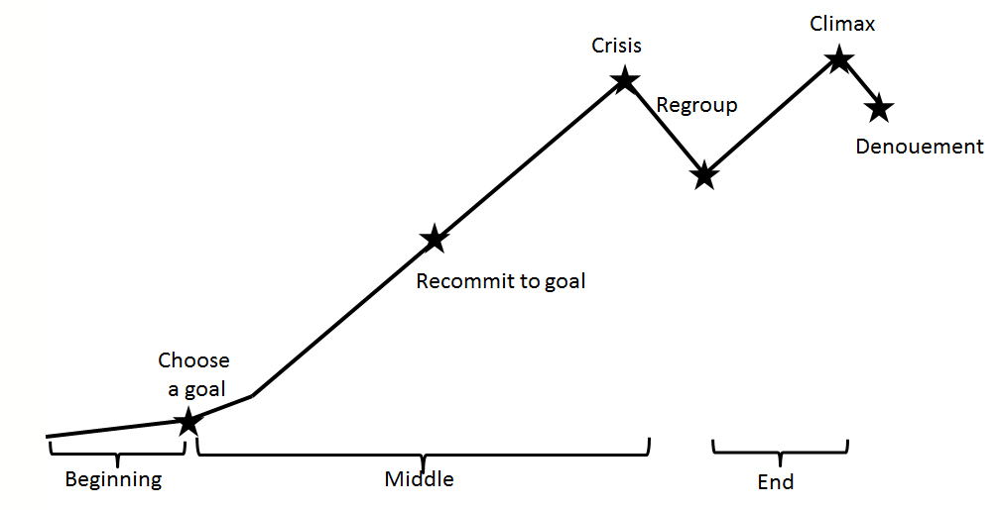 Climax
Crisis
Regroup
Denouement
Recommit to goal
Choose
a goal
Beginning
Middle
End